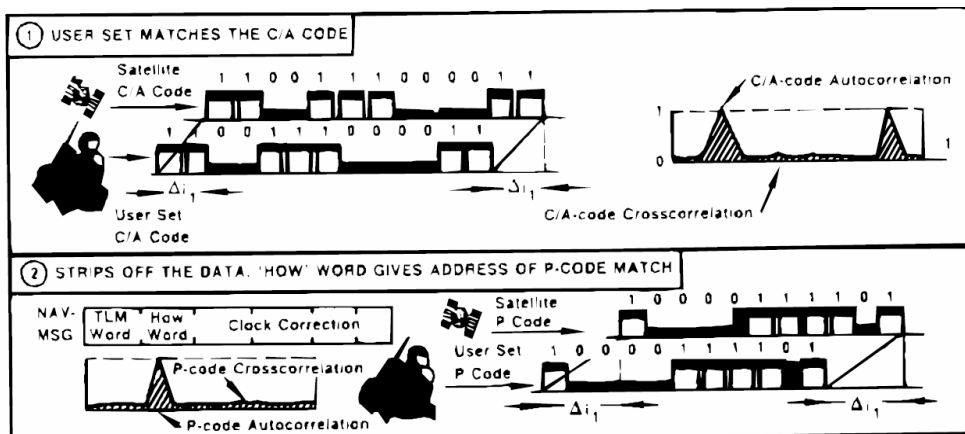 1 USER SET MATCHES THE C/A CODE
Satellite
C/A Code
1 1 0 0 1 1 1 0 0 0 0 1 1
1 1 0 0 1 1 1 0 0 0 0 1 1
Δi₁
Δi₁
User Set
C/A Code
C/A-code Autocorrelation
1
0
1
C/A-code Crosscorrelation
2 STRIPS OFF THE DATA. 'HOW' WORD GIVES ADDRESS OF P-CODE MATCH
NAV-
MSG
TLM
Word
How
Word
Clock Correction
P-code Crosscorrelation
P-code Autocorrelation
Satellite
P Code
1 0 0 0 0 1 1 1 1 0 1
User Set
P Code
1 0 0 0 0 1 1 1 1 0 1
Δi₁
Δi₁